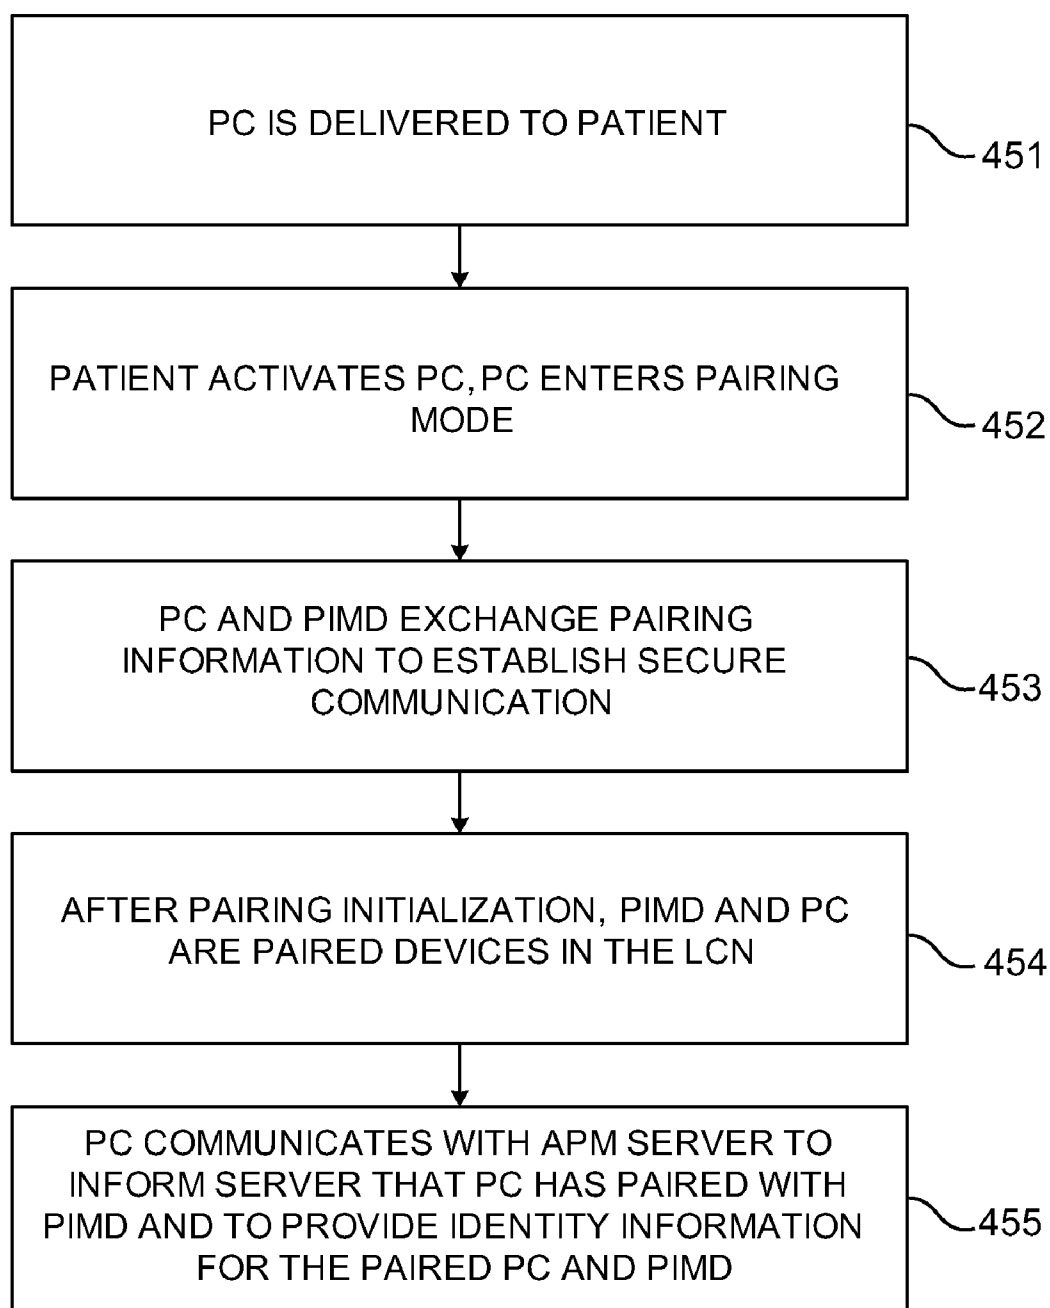 PC IS DELIVERED TO PATIENT
451
PATIENT ACTIVATES PC, PC ENTERS PAIRING
MODE
452
PC AND PIMD EXCHANGE PAIRING
INFORMATION TO ESTABLISH SECURE
COMMUNICATION
453
AFTER PAIRING INITIALIZATION, PIMD AND PC
ARE PAIRED DEVICES IN THE LCN
454
PC COMMUNICATES WITH APM SERVER TO
INFORM SERVER THAT PC HAS PAIRED WITH
PIMD AND TO PROVIDE IDENTITY INFORMATION
FOR THE PAIRED PC AND PIMD
455